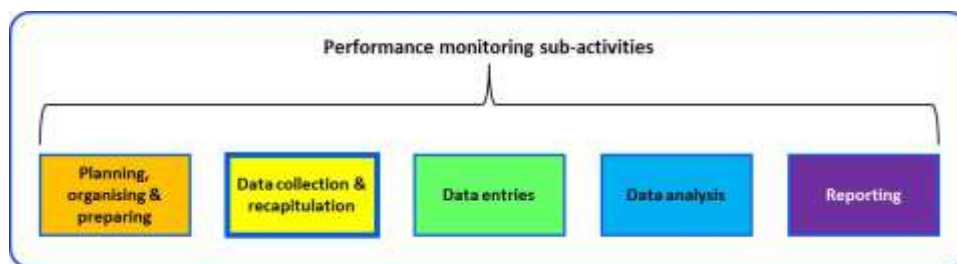 Performance monitoring sub-activities
Planning,
organising &
preparing
Data collection &
recapitulation
Data entries
Data analysis
Reporting